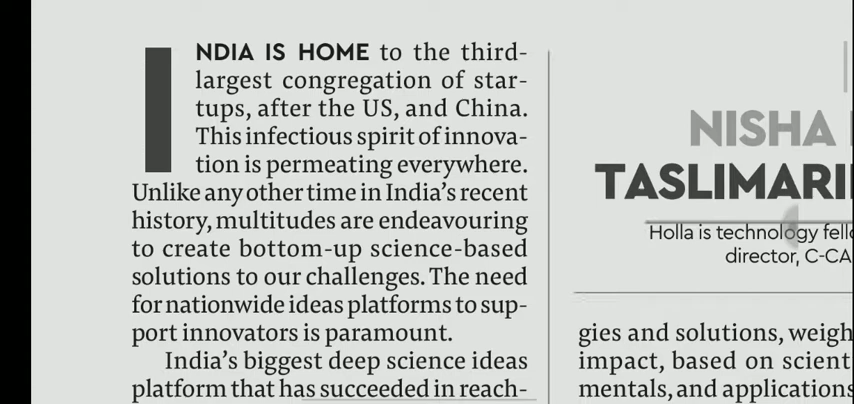 INDIA IS HOME to the third-
largest congregation of star-
tups, after the US, and China.
This infectious spirit of innova-
tion is permeating everywhere.
Unlike any other time in India's recent
history, multitudes are endeavouring
to create bottom-up science-based
solutions to our challenges. The need
for nationwide ideas platforms to sup-
port innovators is paramount.
India's biggest deep science ideas
platform that has succeeded in reach-
NISHA
TASLIMARI
Holla is technology
director, C-CA
gies and solutions, weigh
impact, based on scient
mentals, and applications